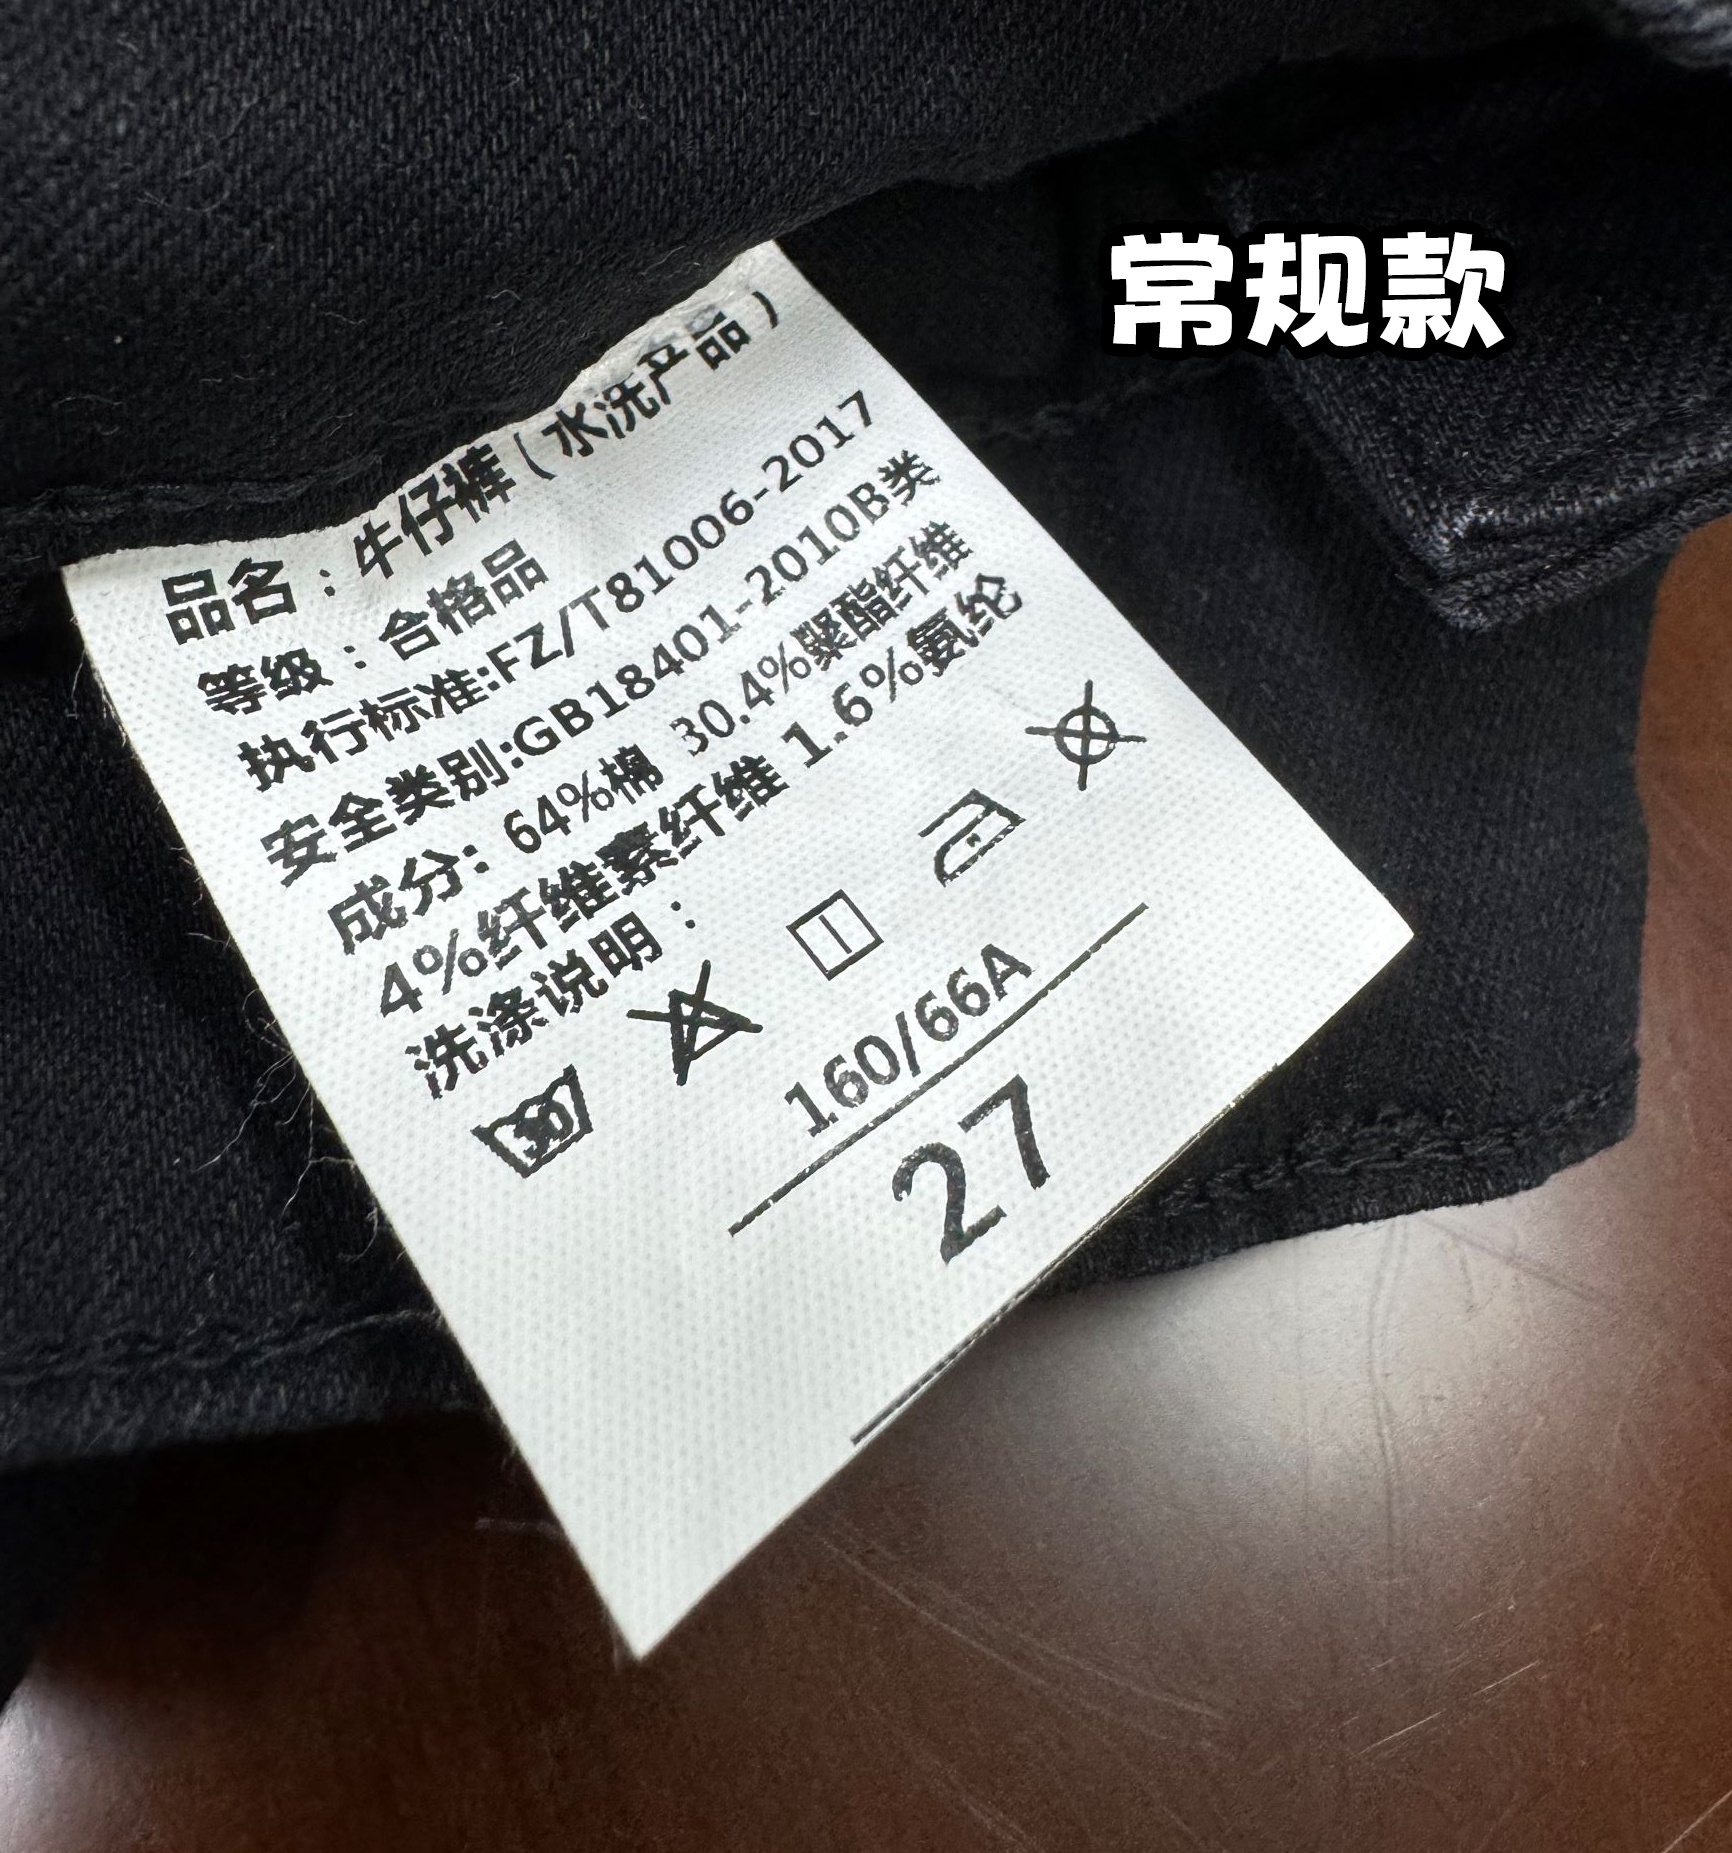 常规款
品名：牛仔裤（水洗产品）
等级：合格品
执行标准:FZ/T81006-2017
安全类别:GB18401-2010B类
成分: 64%棉 30.4%聚酯纤维
4%纤维素纤维 1.6%氨纶
洗涤说明：
30
160/66A
27